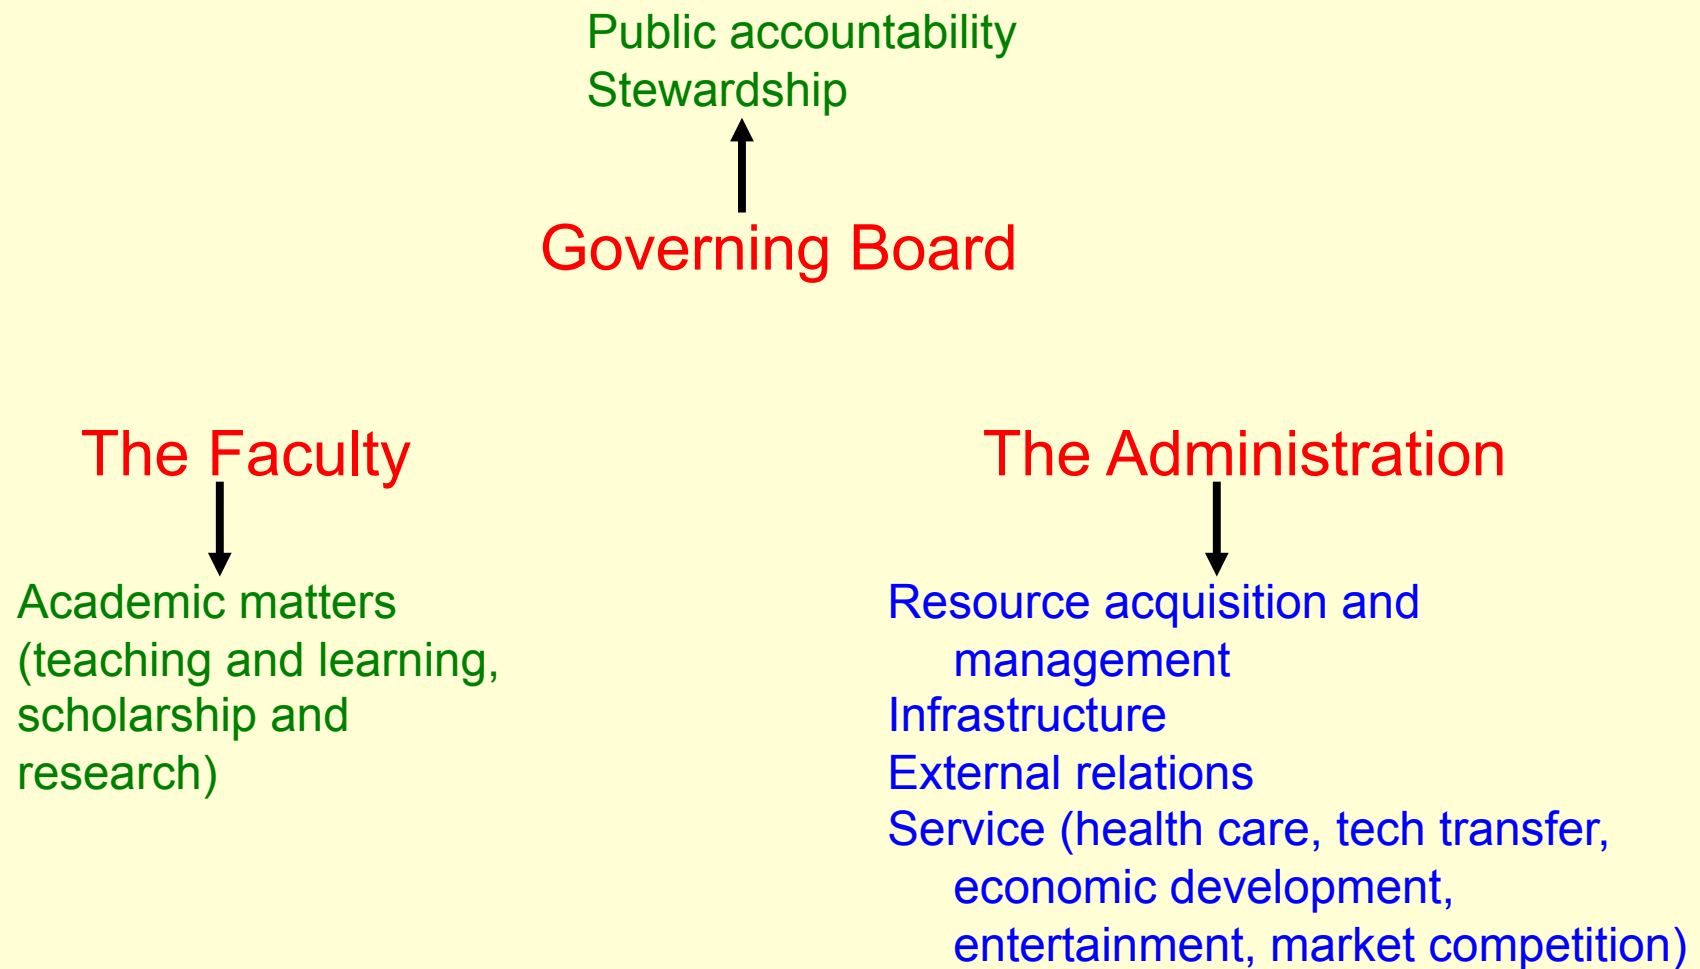 Public accountability
Stewardship
Governing Board
The Faculty
The Administration
Academic matters
(teaching and learning,
scholarship and
research)
Resource acquisition and
management
Infrastructure
External relations
Service (health care, tech transfer,
economic development,
entertainment, market competition)